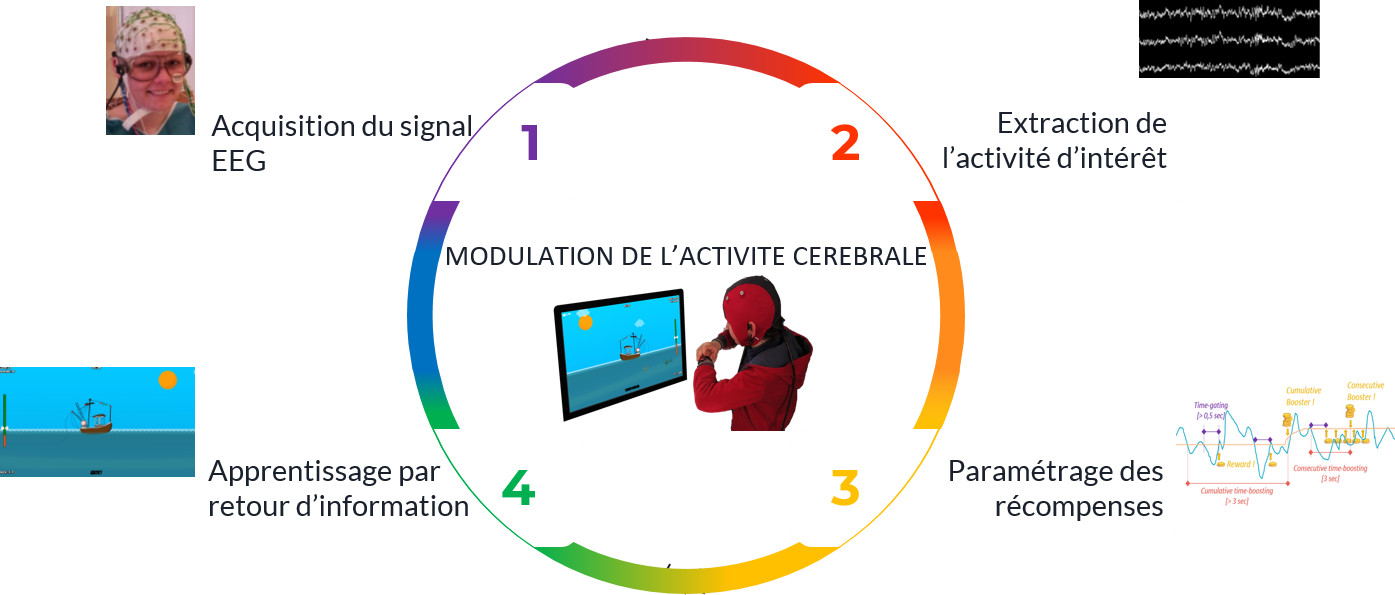 Acquisition du signal
EEG
1
2
Extraction de
l’activité d’intérêt
MODULATION DE L’ACTIVITE CEREBRALE
Apprentissage par
retour d’information
4
3
Paramétrage des
récompenses
Time-gating
[> 0,5 sec]
Cumulative
Booster !
Consecutive
Booster !
Reward !
Consecutive time-boosting
[3 sec]
Cumulative time-boosting
[> 3 sec]